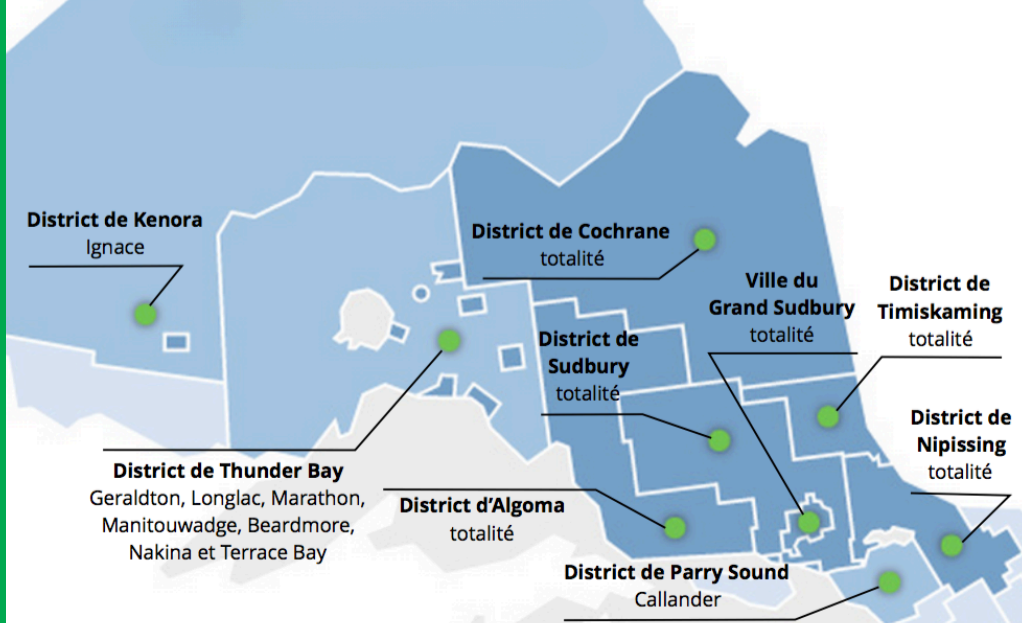 District de Kenora
Ignace
District de Cochrane
totalité
Ville du
Grand Sudbury
totalité
District de
Timiskaming
totalité
District de
Sudbury
totalité
District de
Nipissing
totalité
District de Thunder Bay
Geraldton, Longlac, Marathon,
Manitouwadge, Beardmore,
Nakina et Terrace Bay
District d’Algoma
totalité
District de Parry Sound
Callander